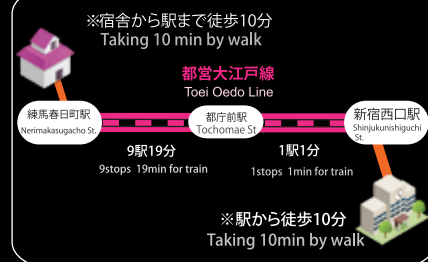 ※宿舎から駅まで徒歩10分
Taking 10 min by walk
都営大江戸線
Toei Oedo Line
練馬春日町駅
Nerimakasugacho St.
都庁前駅
Tochomae St
新宿西口駅
Shinjukunishiguchi
St.
9駅19分
9stops 19min for train
1駅1分
1stops 1min for train
※駅から徒歩10分
Taking 10min by walk